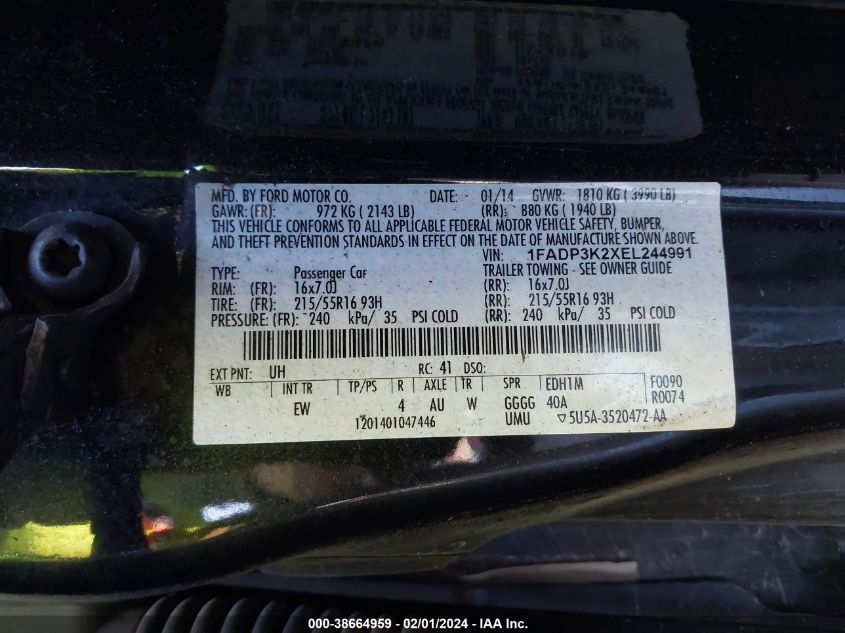 MFD. BY FORD MOTOR CO. DATE: 01/14 GVWR: 1810 KG ( 3990 LB)
GAWR: (FR): 972 KG ( 2143 LB) (RR): 880 KG ( 1940 LB)
THIS VEHICLE CONFORMS TO ALL APPLICABLE FEDERAL MOTOR VEHICLE SAFETY, BUMPER,
AND THEFT PREVENTION STANDARDS IN EFFECT ON THE DATE OF MANUFACTURE SHOWN ABOVE.
VIN: 1FADP3K2XEL244991
TYPE: Passenger Car TRAILER TOWING - SEE OWNER GUIDE
RIM: (FR): 16x7.0J (RR): 16x7.0J
TIRE: (FR): 215/55R16 93H (RR): 215/55R16 93H
PRESSURE: (FR): 240 kPa/ 35 PSI COLD (RR): 240 kPa/ 35 PSI COLD
EXT PNT: UH RC: 41 DSO:
WB INT TR TP/PS R AXLE TR SPR EDH1M F0090
EW 4 AU W GGGG 40A R0074
1201401047446 UMU ▽5U5A-3520472-AA
000-38664959 - 02/01/2024 - IAA Inc.